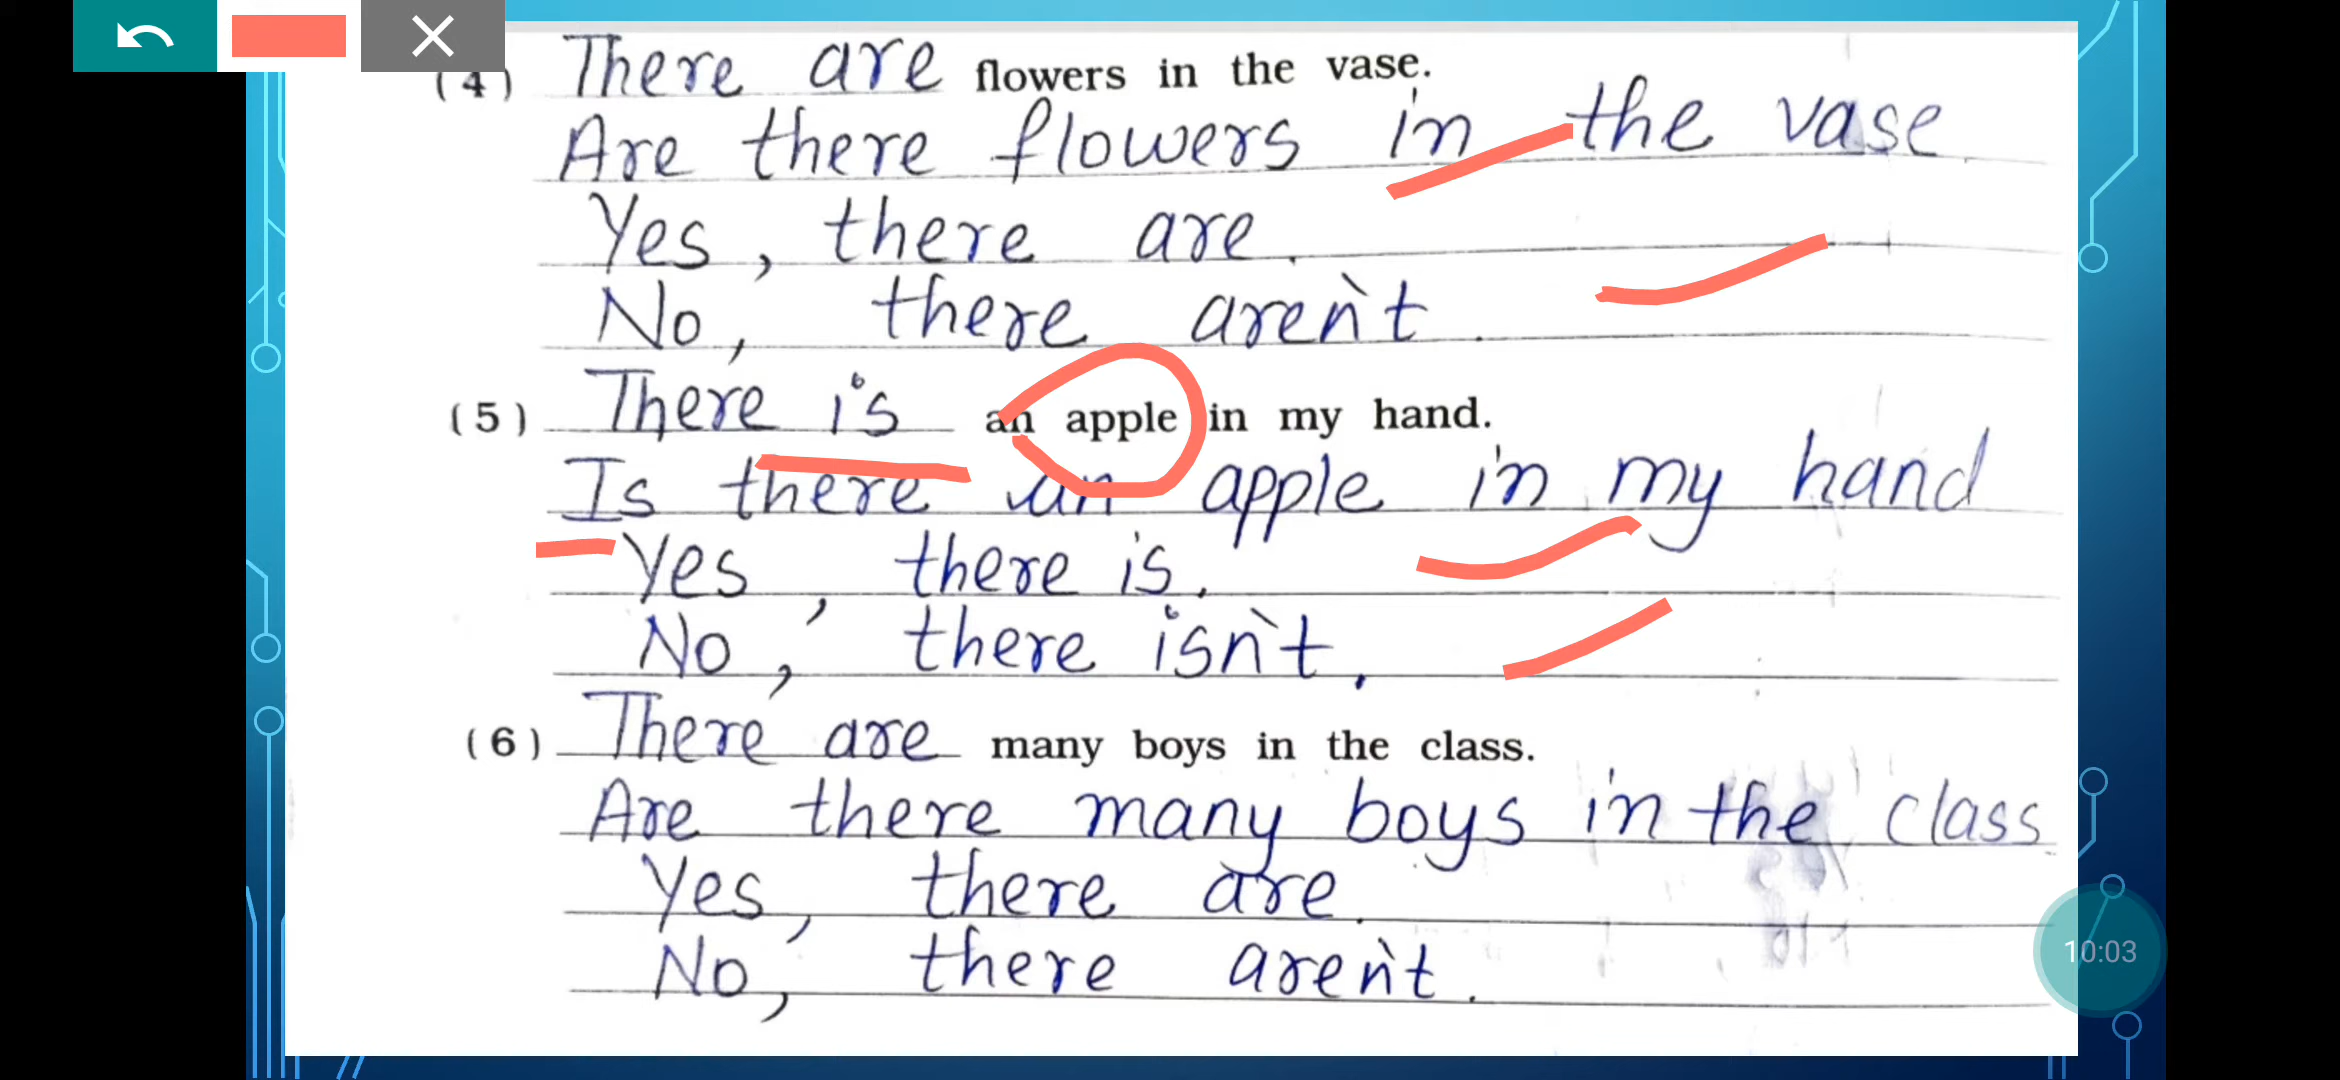 (4) There are flowers in the vase.
Are there flowers in the vase
Yes, there are.
No, there aren't.
(5) There is an apple in my hand.
Is there an apple in my hand
Yes, there is.
No, there isn't.
(6) There are many boys in the class.
Are there many boys in the class
Yes, there are.
No, there aren't.
10:03